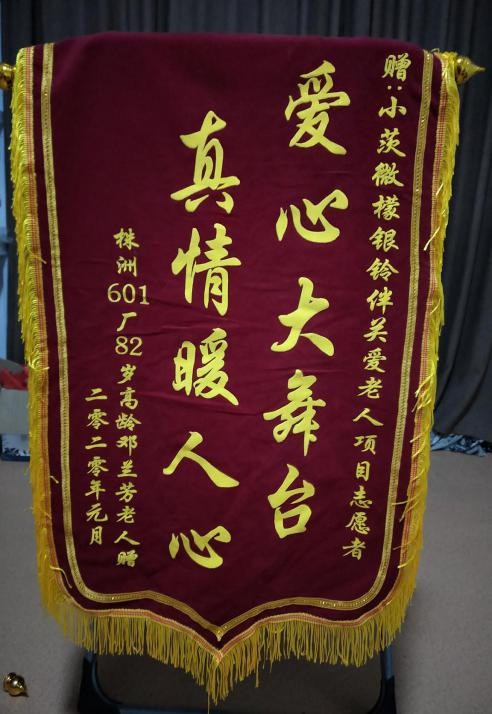 赠:小茨微檬银铃伴关爱老人项目志愿者
爱心大舞台
真情暖人心
株洲601厂82岁高龄邓兰芳老人赠
二零二零年元月